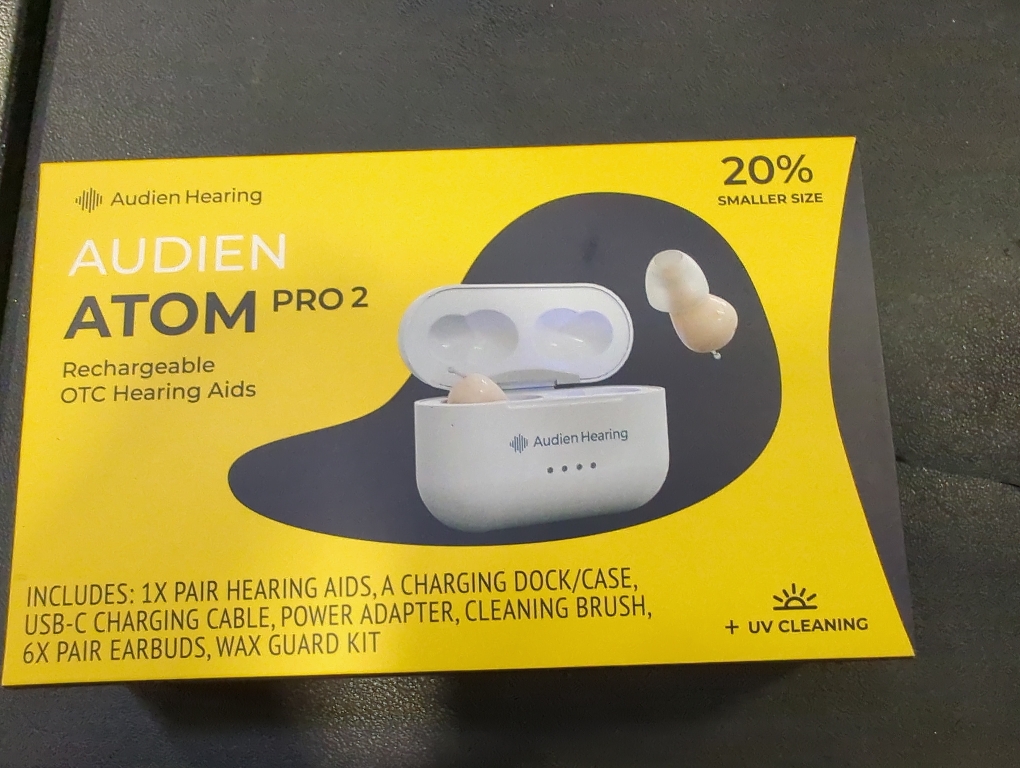 Audien Hearing
20%
SMALLER SIZE
AUDIEN
ATOM PRO 2
Rechargeable
OTC Hearing Aids
Audien Hearing
INCLUDES: 1X PAIR HEARING AIDS, A CHARGING DOCK/CASE,
USB-C CHARGING CABLE, POWER ADAPTER, CLEANING BRUSH,
6X PAIR EARBUDS, WAX GUARD KIT
+ UV CLEANING